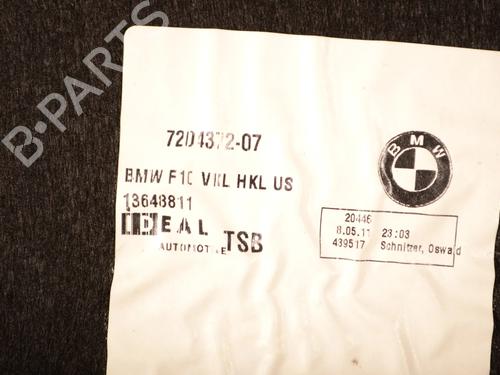 B-PARTS
7204372-07
BMW F10 VKL HKL US
13648811
IDEAL
AUTOMOTIVE TSB
BMW
20446
8.05.11 23:03
439517 Schnitzer, Oswald